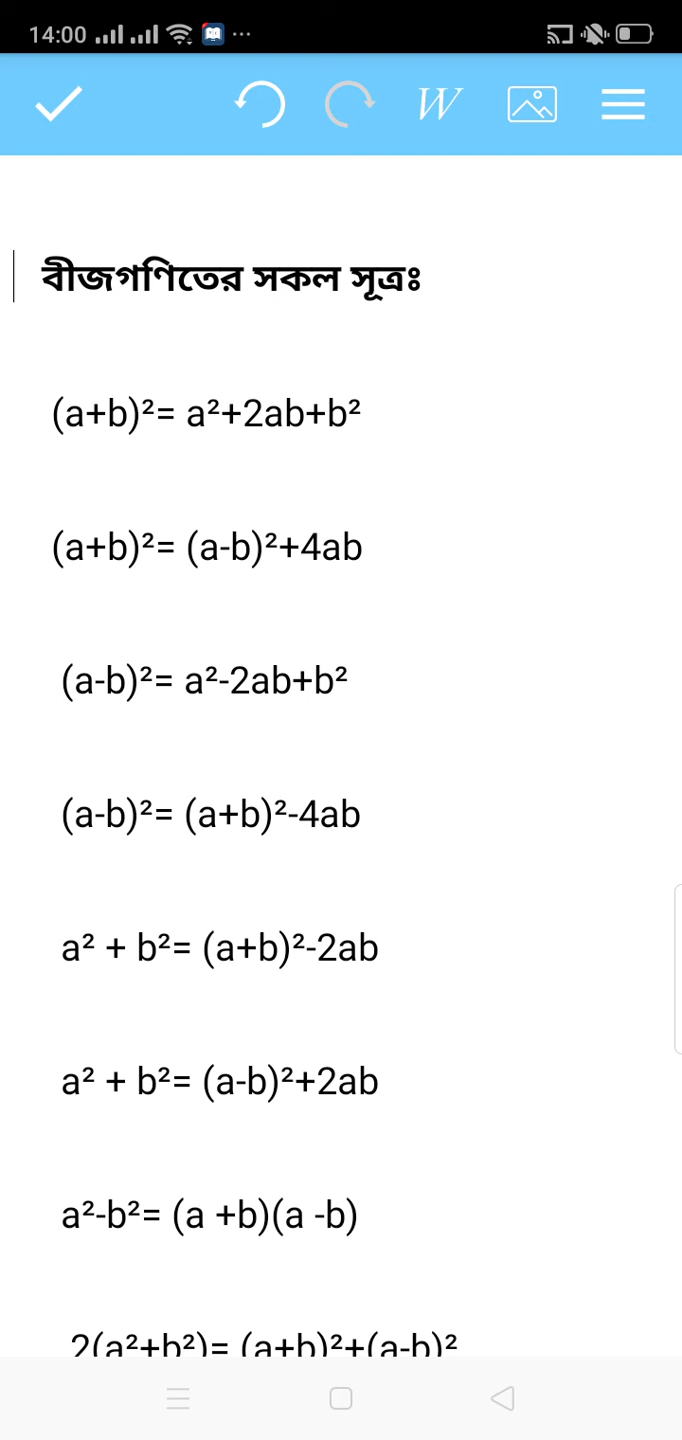 14:00
W
বীজগণিতের সকল সূত্রঃ
(a+b)²= a²+2ab+b²
(a+b)²= (a-b)²+4ab
(a-b)²= a²-2ab+b²
(a-b)²= (a+b)²-4ab
a² + b²= (a+b)²-2ab
a² + b²= (a-b)²+2ab
a²-b²= (a +b)(a -b)
2(a²+b²)= (a+b)²+(a-b)²